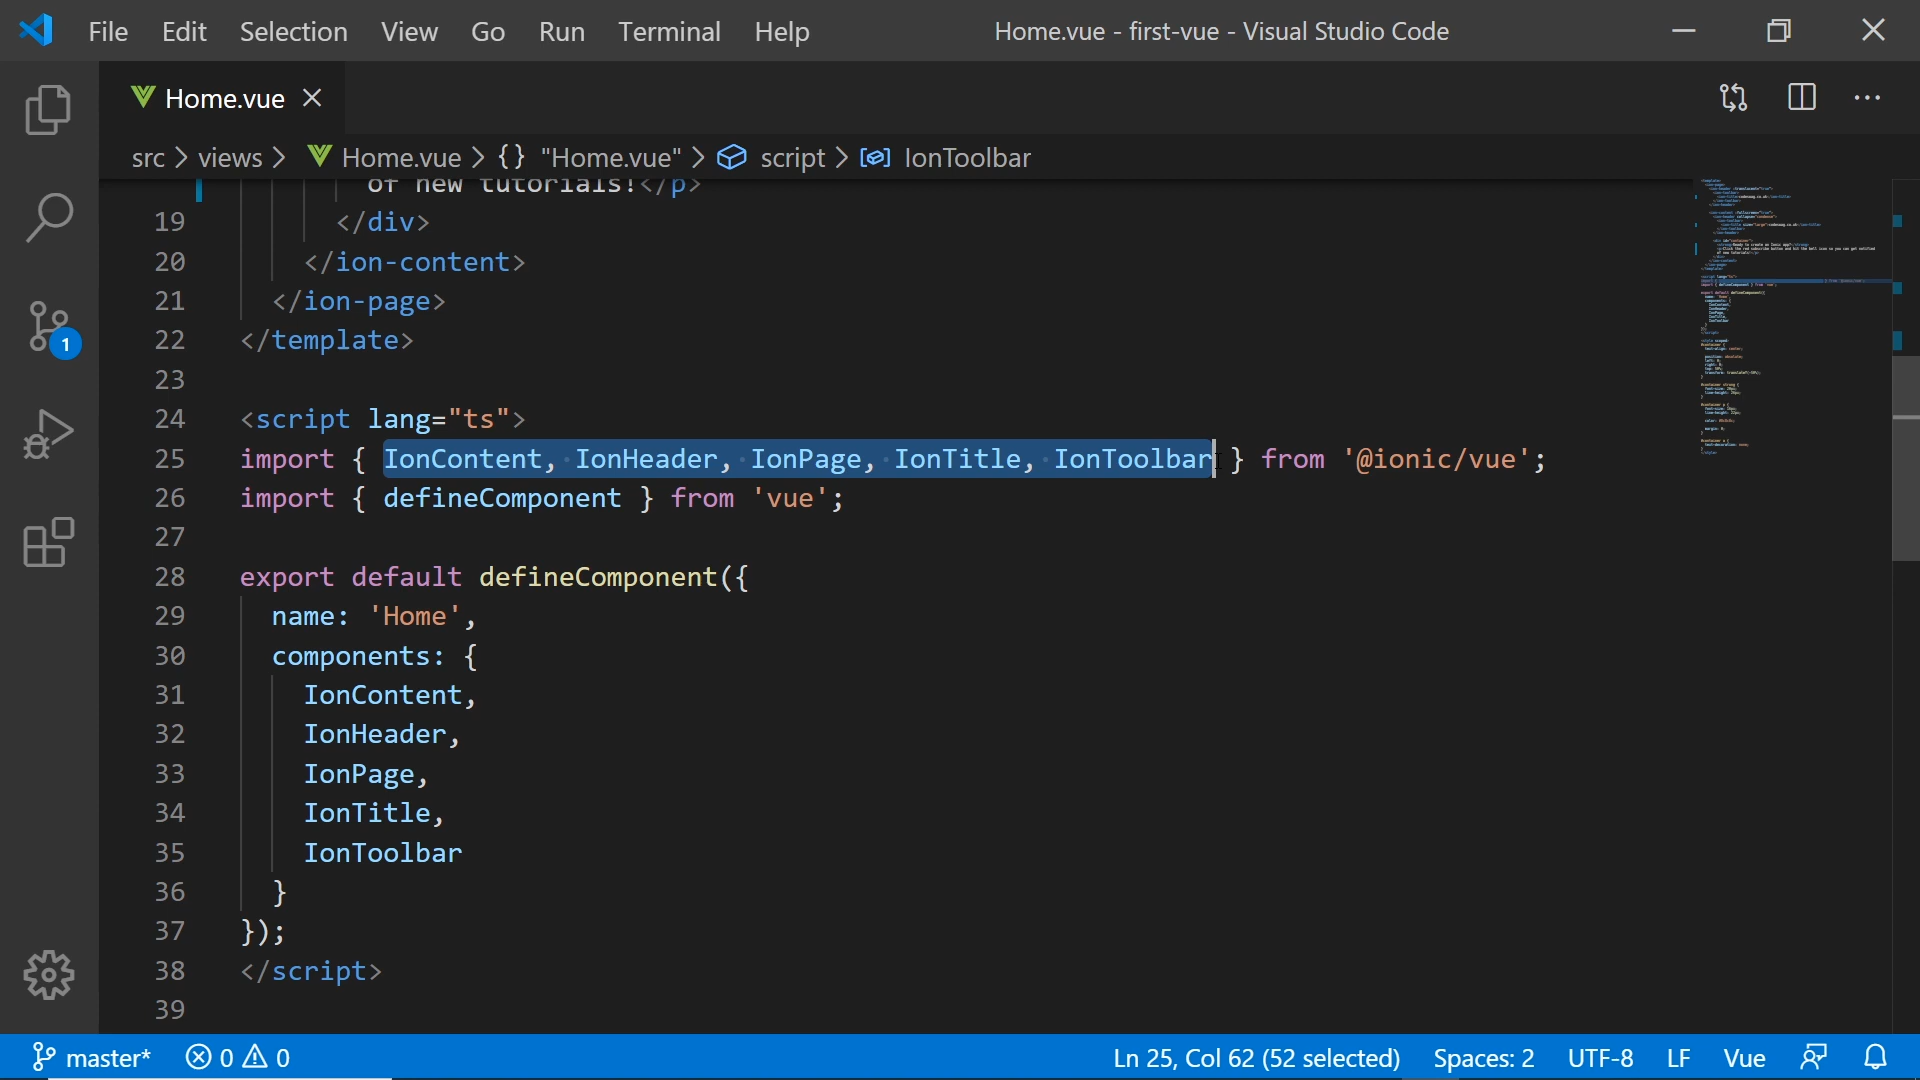 File Edit Selection View Go Run Terminal Help Home.vue - first-vue - Visual Studio Code
Home.vue
src > views > Home.vue > {} "Home.vue" > script > IonToolbar
of new tutorials!</p>
19 </div>
20 </ion-content>
21 </ion-page>
22 </template>
23
24 <script lang="ts">
25 import { IonContent, IonHeader, IonPage, IonTitle, IonToolbar } from '@ionic/vue';
26 import { defineComponent } from 'vue';
27
28 export default defineComponent({
29 name: 'Home',
30 components: {
31 IonContent,
32 IonHeader,
33 IonPage,
34 IonTitle,
35 IonToolbar
36 }
37 });
38 </script>
39
1
master* 0 0 Ln 25, Col 62 (52 selected) Spaces: 2 UTF-8 LF Vue